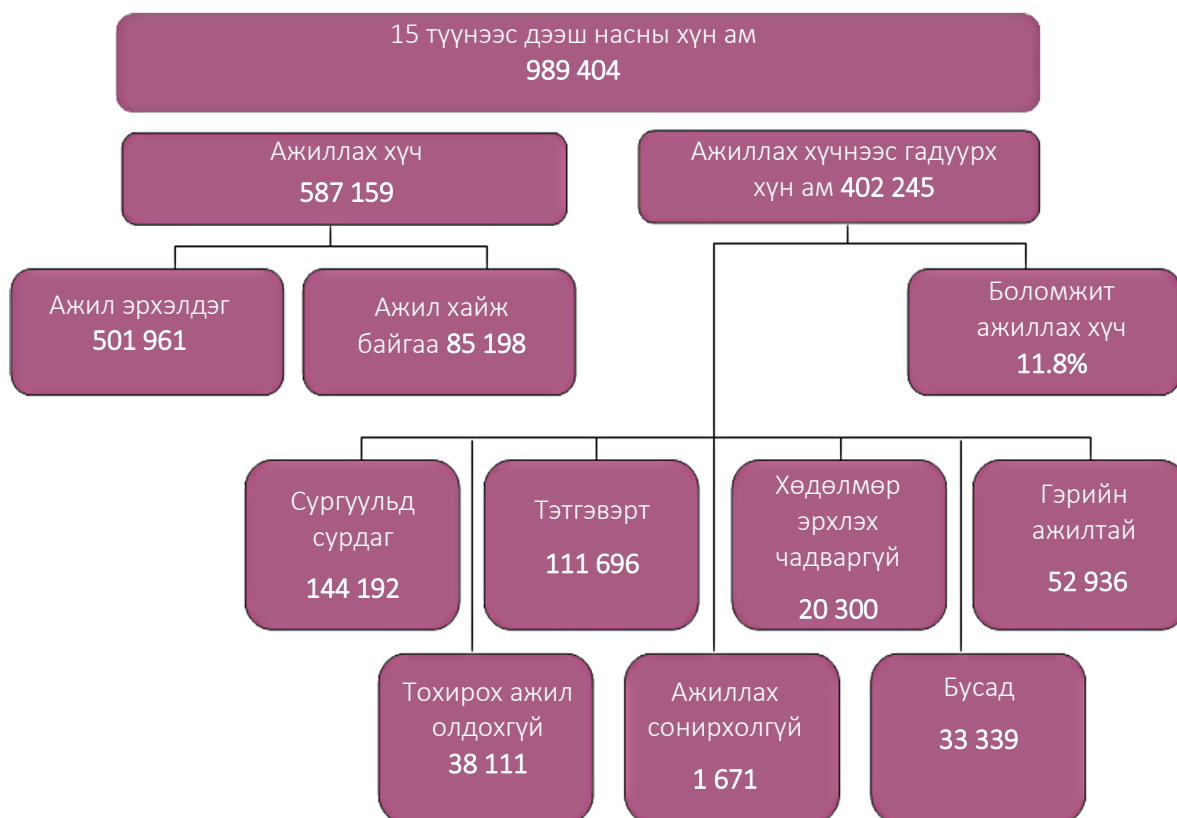 15 түүнээс дээш насны хүн ам
989 404
Ажиллах хүч
587 159
Ажиллах хүчнээс гадуурх
хүн ам 402 245
Ажил эрхэлдэг
501 961
Ажил хайж
байгаа 85 198
Боломжит
ажиллах хүч
11.8%
Сургуульд
сурдаг
144 192
Тэтгэвэрт
111 696
Хөдөлмөр
эрхлэх
чадваргүй
20 300
Гэрийн
ажилтай
52 936
Тохирох ажил
олдохгүй
38 111
Ажиллах
сонирхолгүй
1 671
Бусад
33 339